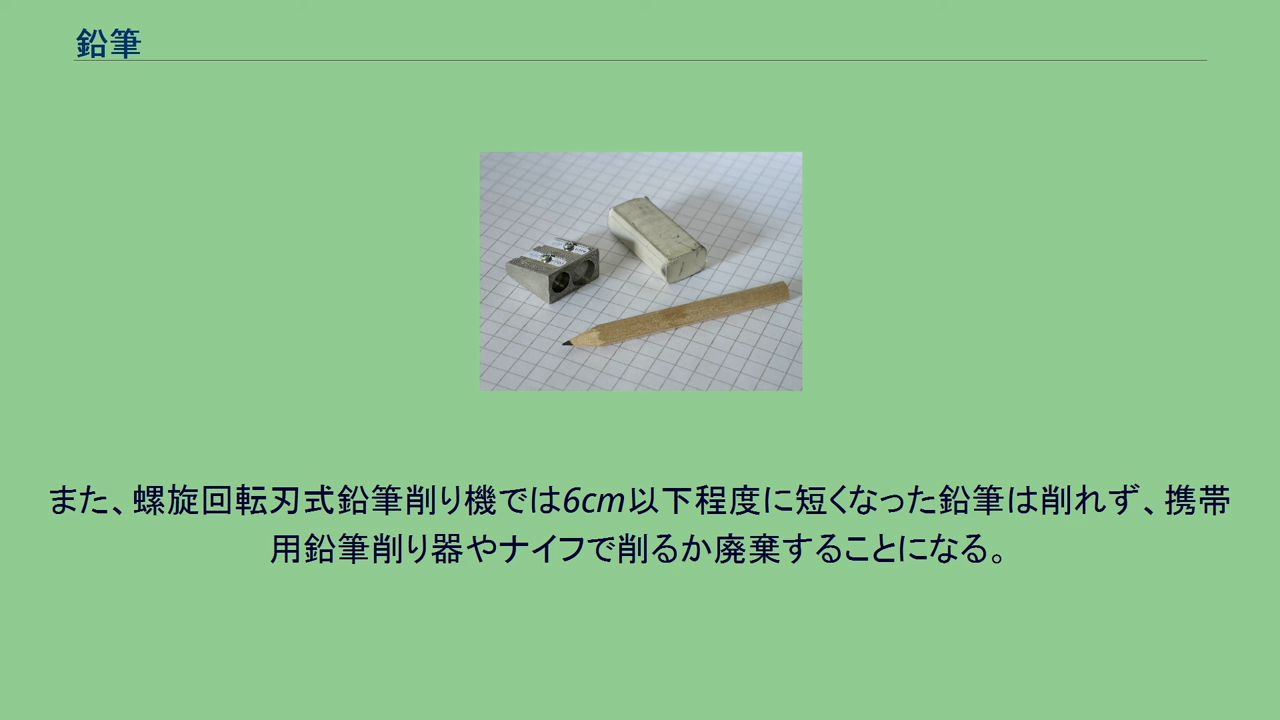 鉛筆
また、螺旋回転刃式鉛筆削り機では6cm以下程度に短くなった鉛筆は削れず、携帯
用鉛筆削り器やナイフで削るか廃棄することになる。